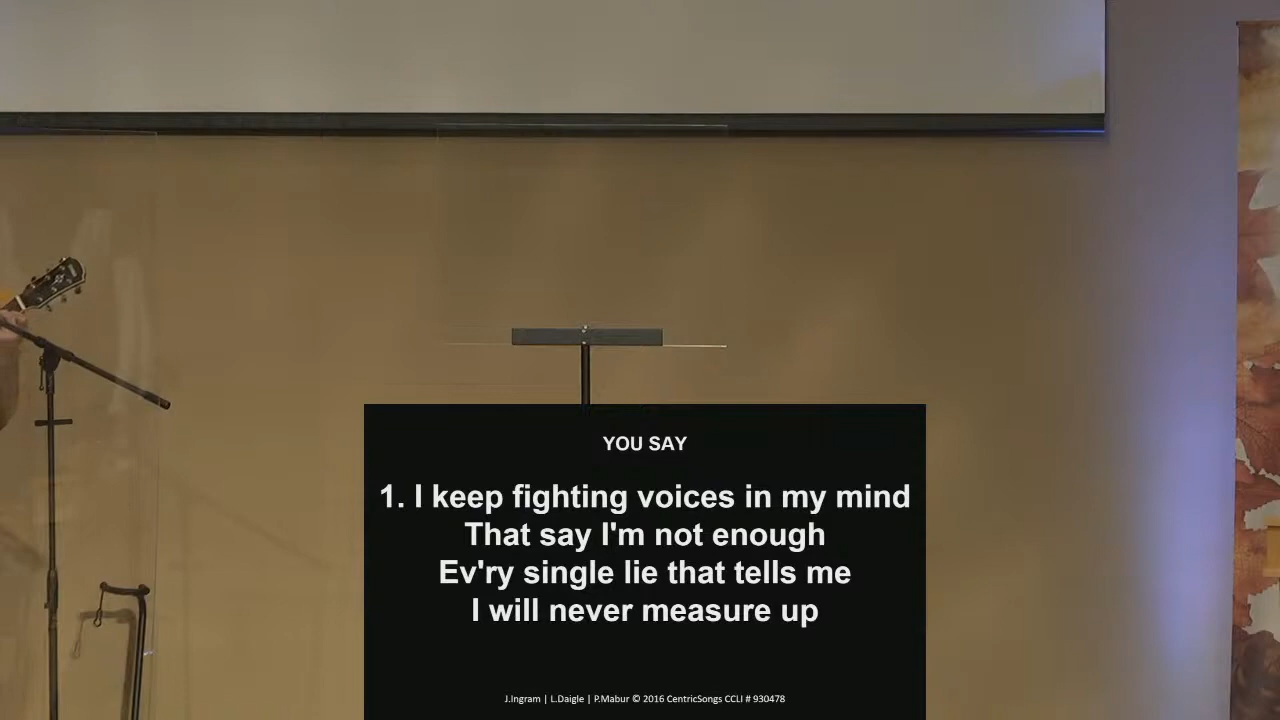 YOU SAY
1. I keep fighting voices in my mind
That say I'm not enough
Ev'ry single lie that tells me
I will never measure up
J.Ingram | L.Daigle | P.Mabur © 2016 CentricSongs CCLI # 930478